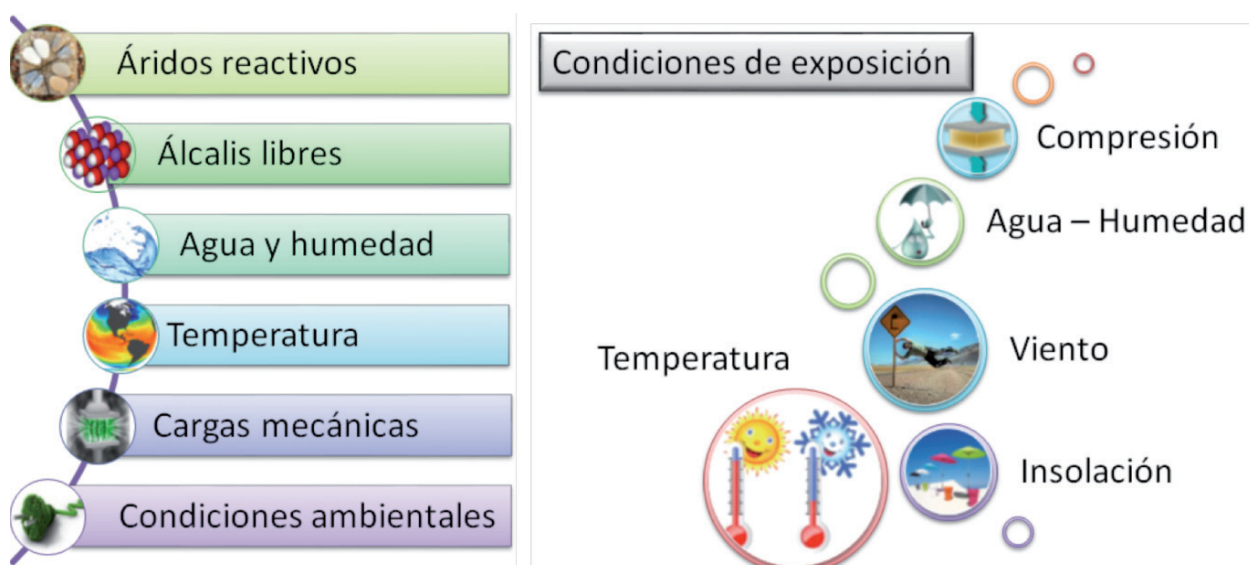 Áridos reactivos
Álcalis libres
Agua y humedad
Temperatura
Cargas mecánicas
Condiciones ambientales
Condiciones de exposición
Compresión
Agua – Humedad
Viento
Temperatura
Insolación